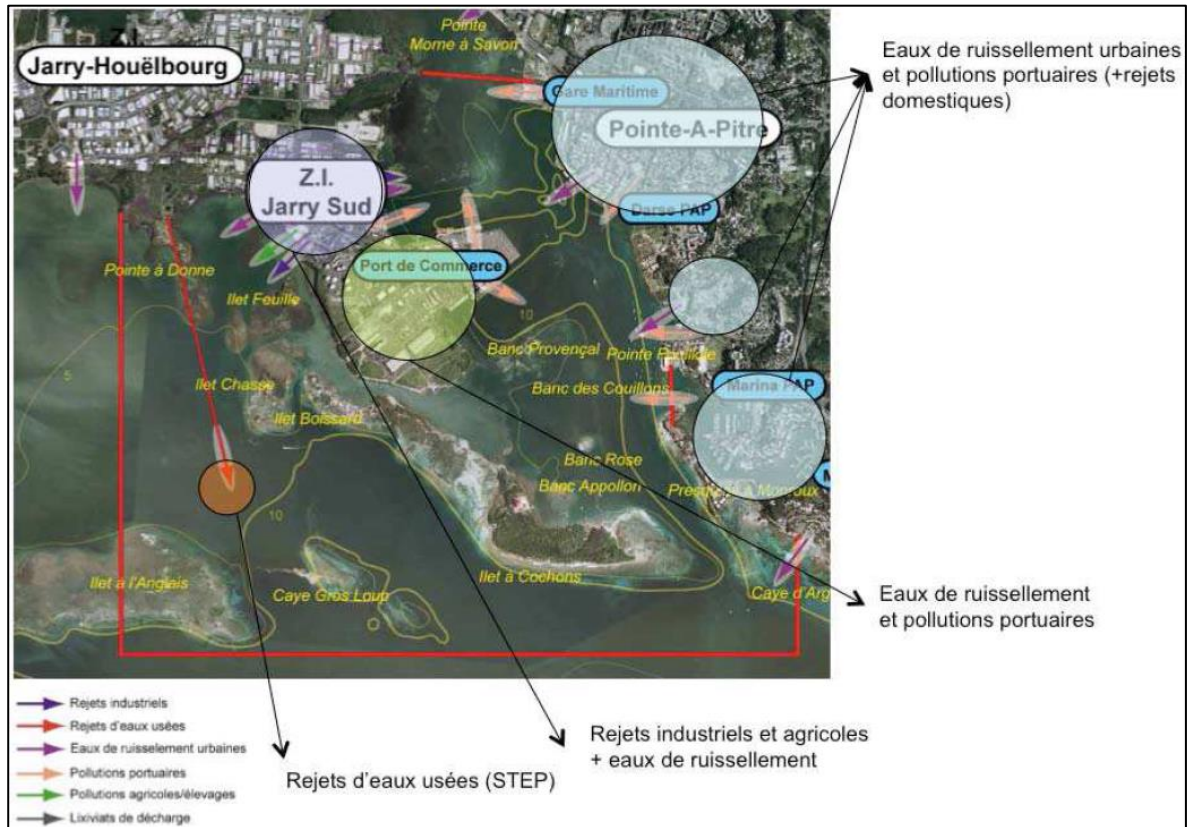 Pointe
Morne à Savon
Z.I.
Jarry-Houëlbourg
Gare Maritime
Pointe-A-Pitre
Eaux de ruissellement urbaines
et pollutions portuaires (+rejets
domestiques)
Z.I.
Jarry Sud
Darse PAP
Pointe à Donne
Port de Commerce
Ilet Feuille
10
Banc Provençal
5
Ilet Chasse
Banc des Couillons
Marina PAP
Ilet Boissard
Banc Rose
Banc Appollon
10
Ilet à l'Anglais
Caye Gros Loup
Ilet à Cochons
Caye d'Arg
Eaux de ruissellement
et pollutions portuaires
Rejets industriels
Rejets d'eaux usées
Eaux de ruisselement urbaines
Pollutions portuaires
Pollutions agricoles/élevages
Lixiviats de décharge
Rejets d'eaux usées (STEP)
Rejets industriels et agricoles
+ eaux de ruissellement